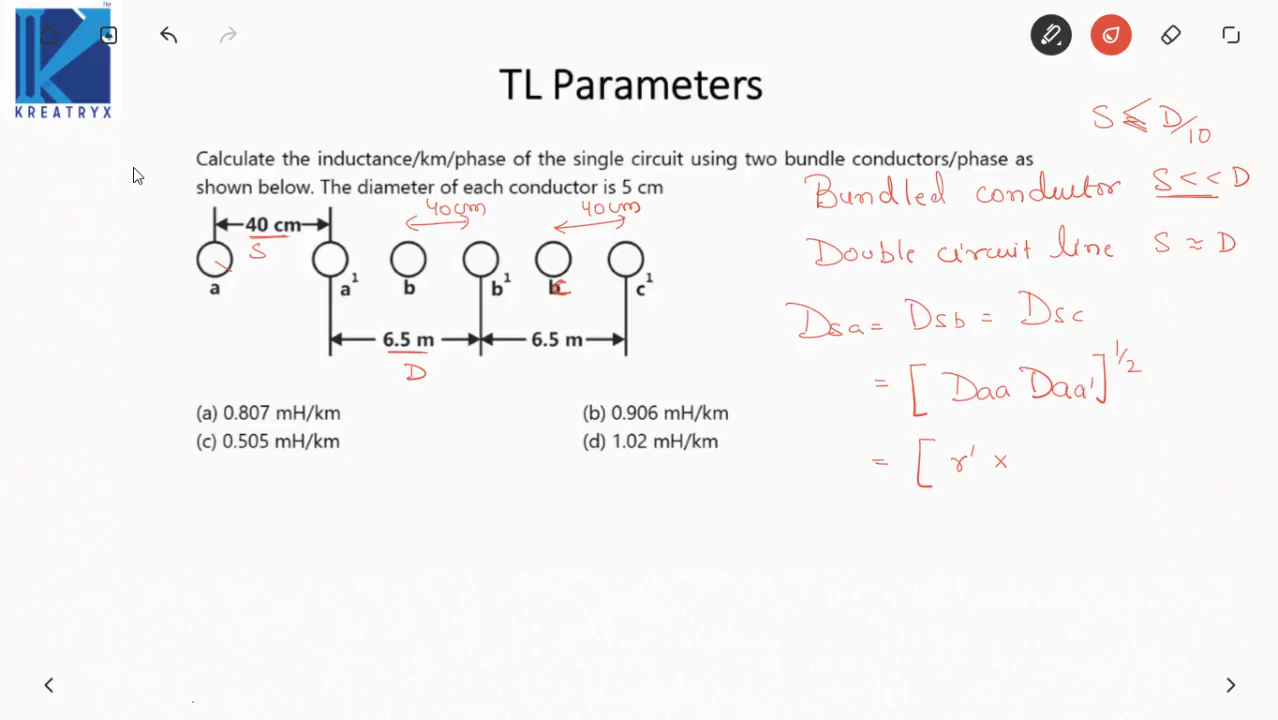 KREATRYX
TM
TL Parameters
S ≤ D/10
Calculate the inductance/km/phase of the single circuit using two bundle conductors/phase as
shown below. The diameter of each conductor is 5 cm
Bundled conductor S << D
40 cm 40cm 40cm
S
Double circuit line S ≈ D
a a¹ b b¹ c c¹
Dsa = Dsb = Dsc
6.5 m 6.5 m
D
= [ Daa Daa' ]^1/2
(a) 0.807 mH/km (b) 0.906 mH/km
(c) 0.505 mH/km (d) 1.02 mH/km
= [ r' ×